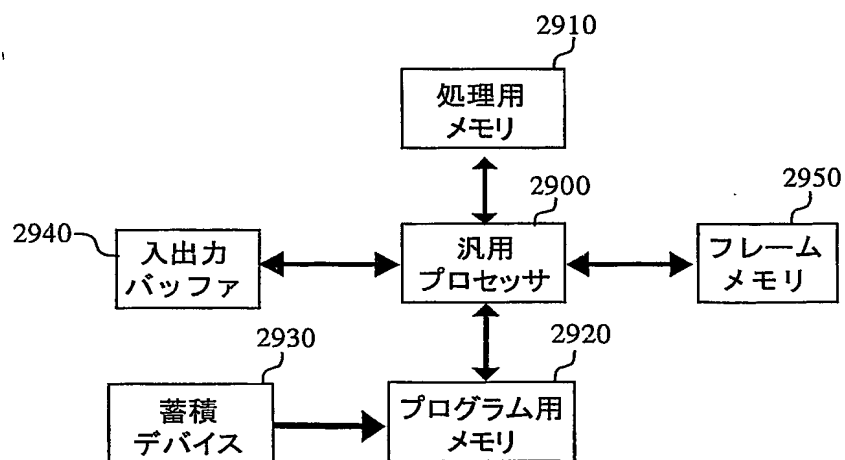 2910
処理用
メモリ
2900
2950
2940
入出力
バッファ
汎用
プロセッサ
フレーム
メモリ
2930
2920
蓄積
デバイス
プログラム用
メモリ